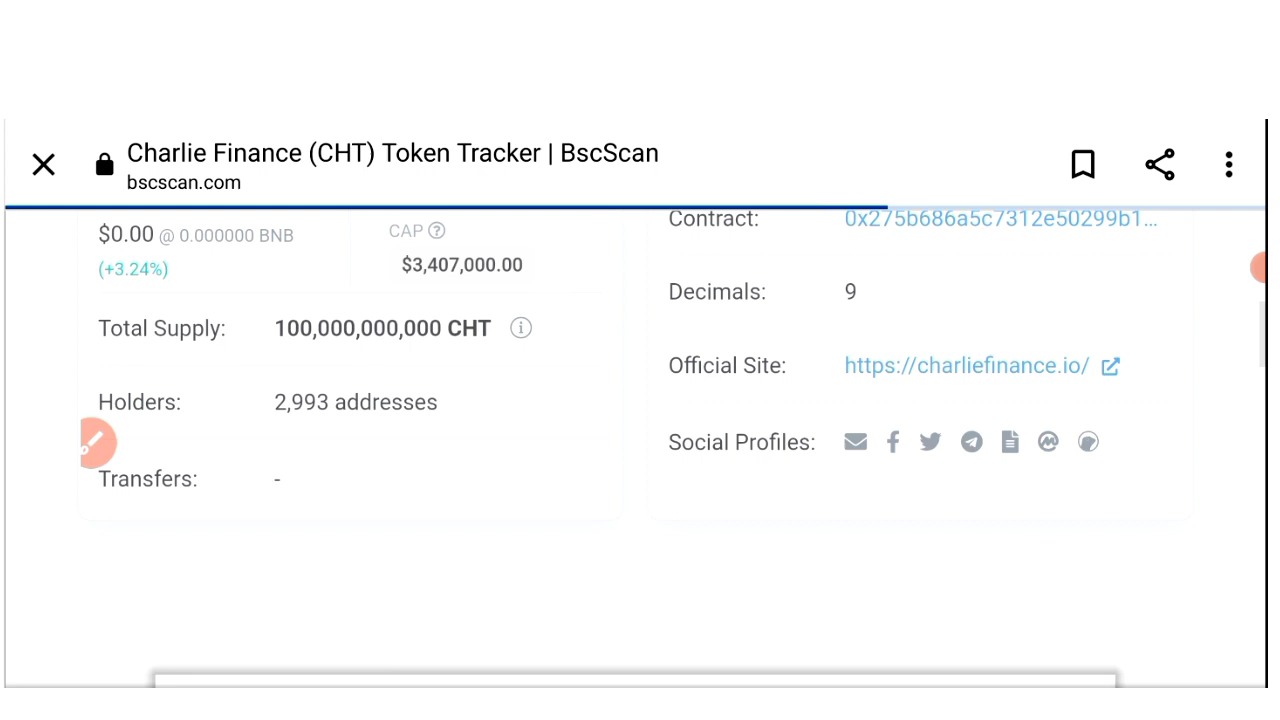 Charlie Finance (CHT) Token Tracker | BscScan
bscscan.com
$0.00 @ 0.000000 BNB
(+3.24%)
CAP
$3,407,000.00
Total Supply: 100,000,000,000 CHT
Holders: 2,993 addresses
Transfers: -
Contract: 0x275b686a5c7312e50299b1...
Decimals: 9
Official Site: https://charliefinance.io/
Social Profiles: